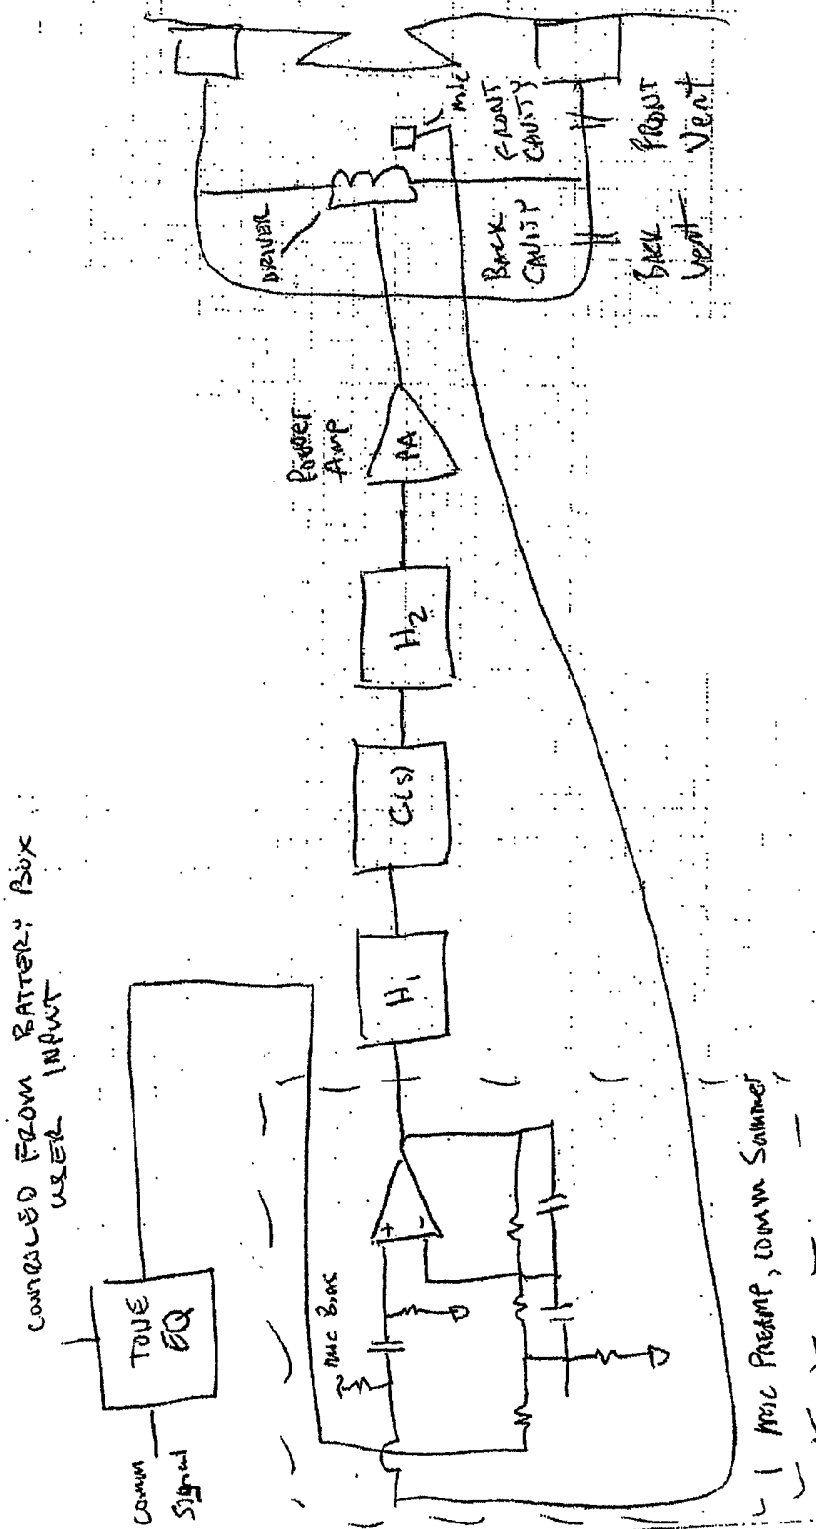 CONTROLED FROM BATTERY BOX
USER INPUT
Comm
Signal
TONE
EQ
mic Bias
+
-
mic PREAMP, comm Summer
H1
G(s)
H2
Power
Amp
PA
DRIVER
mic
FRONT
CAVITY
BACK
CAVITY
FRONT
Vent
BACK
Vent